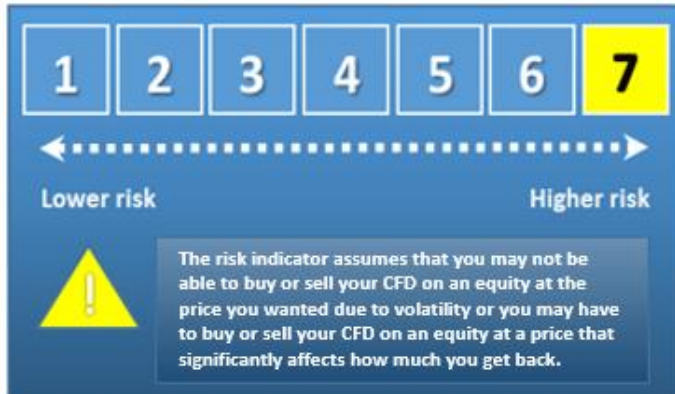 1 2 3 4 5 6 7
Lower risk Higher risk
!
The risk indicator assumes that you may not be
able to buy or sell your CFD on an equity at the
price you wanted due to volatility or you may have
to buy or sell your CFD on an equity at a price that
significantly affects how much you get back.